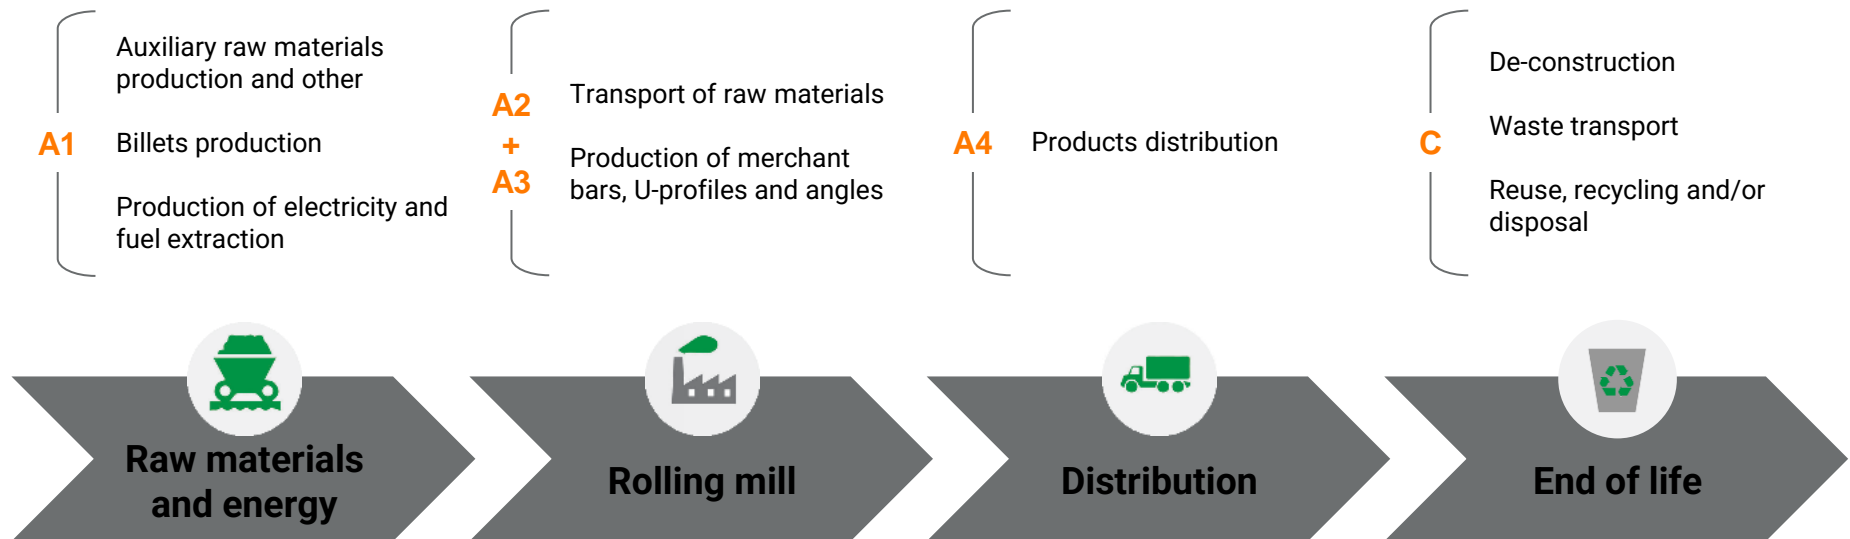 A1
Auxiliary raw materials
production and other
Billets production
Production of electricity and
fuel extraction
A2
+
A3
Transport of raw materials
Production of merchant
bars, U-profiles and angles
A4
Products distribution
C
De-construction
Waste transport
Reuse, recycling and/or
disposal
Raw materials
and energy
Rolling mill
Distribution
End of life